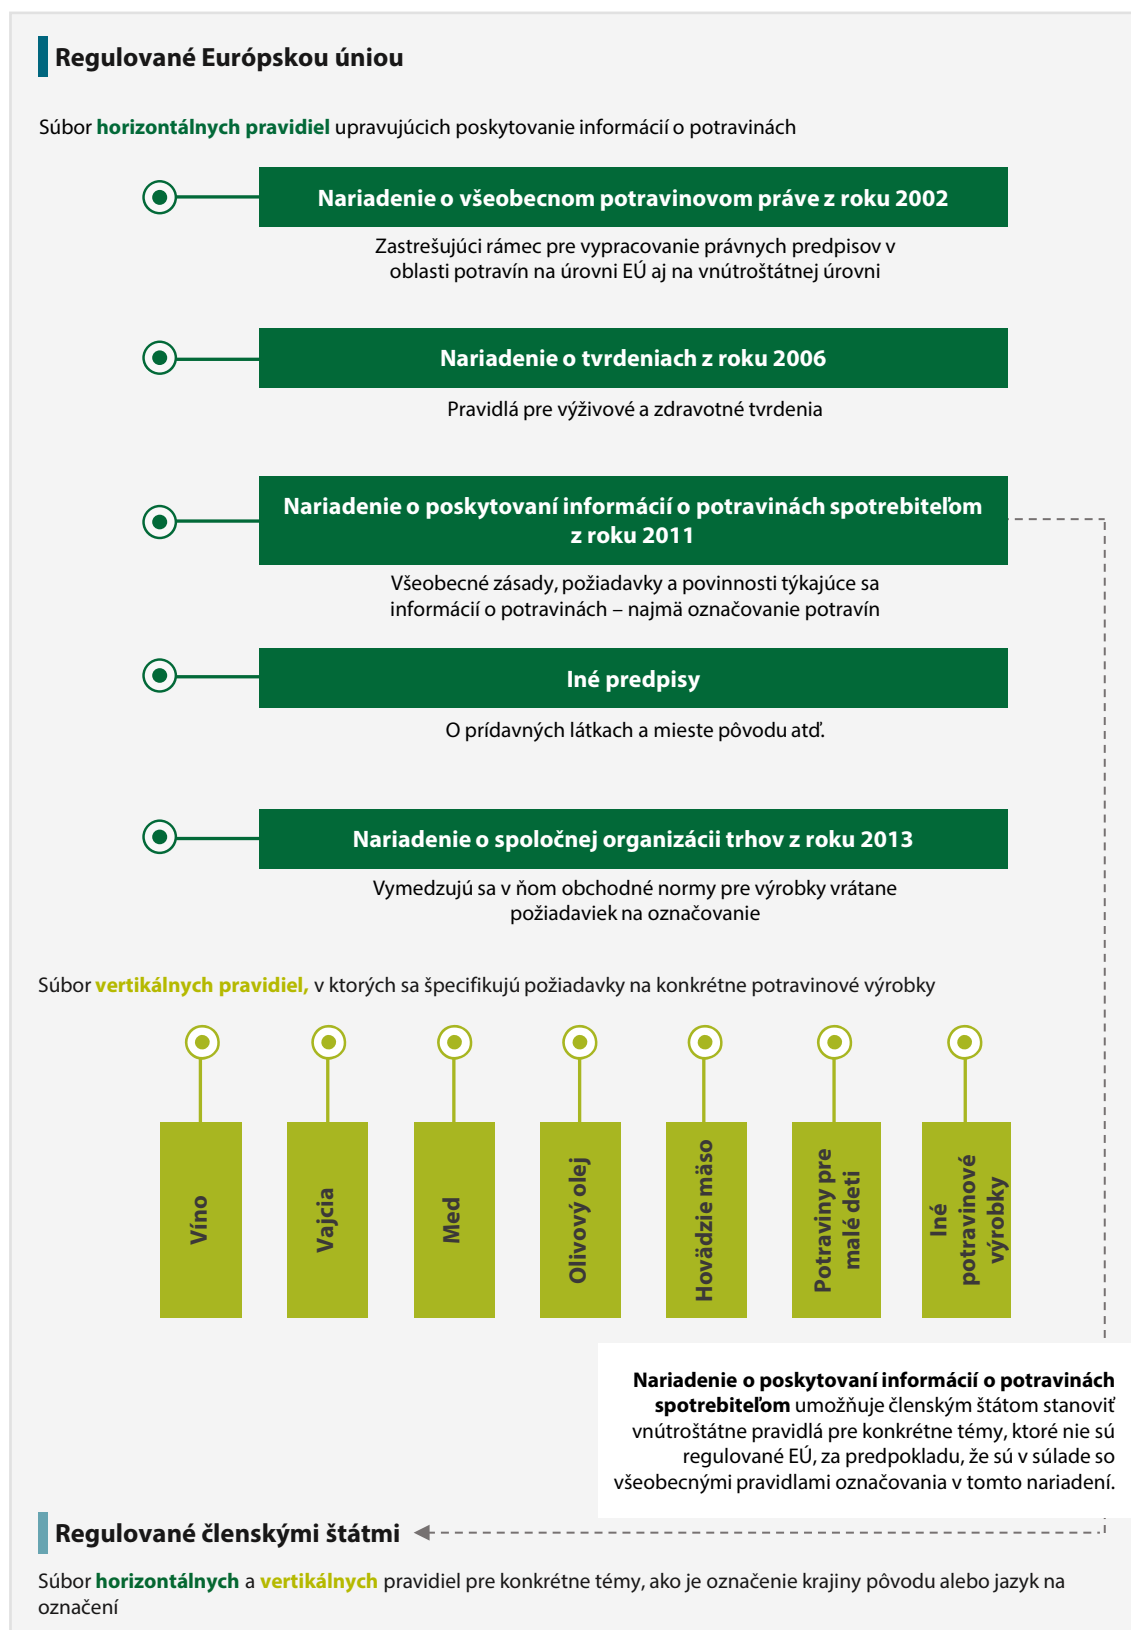 Regulované Európskou úniou
Súbor horizontálnych pravidiel upravujúcich poskytovanie informácií o potravinách
Nariadenie o všeobecnom potravinovom práve z roku 2002
Zastrešujúci rámec pre vypracovanie právnych predpisov v
oblasti potravín na úrovni EÚ aj na vnútroštátnej úrovni
Nariadenie o tvrdeniach z roku 2006
Pravidlá pre výživové a zdravotné tvrdenia
Nariadenie o poskytovaní informácií o potravinách spotrebiteľom
z roku 2011
Všeobecné zásady, požiadavky a povinnosti týkajúce sa
informácií o potravinách – najmä označovanie potravín
Iné predpisy
O prídavných látkach a mieste pôvodu atď.
Nariadenie o spoločnej organizácii trhov z roku 2013
Vymedzujú sa v ňom obchodné normy pre výrobky vrátane
požiadaviek na označovanie
Súbor vertikálnych pravidiel, v ktorých sa špecifikujú požiadavky na konkrétne potravinové výrobky
Víno
Vajcia
Med
Olivový olej
Hovädzie mäso
Potraviny pre
malé deti
Iné
potravinové
výrobky
Nariadenie o poskytovaní informácií o potravinách
spotrebiteľom umožňuje členským štátom stanoviť
vnútroštátne pravidlá pre konkrétne témy, ktoré nie sú
regulované EÚ, za predpokladu, že sú v súlade so
všeobecnými pravidlami označovania v tomto nariadení.
Regulované členskými štátmi
Súbor horizontálnych a vertikálnych pravidiel pre konkrétne témy, ako je označenie krajiny pôvodu alebo jazyk na
označení